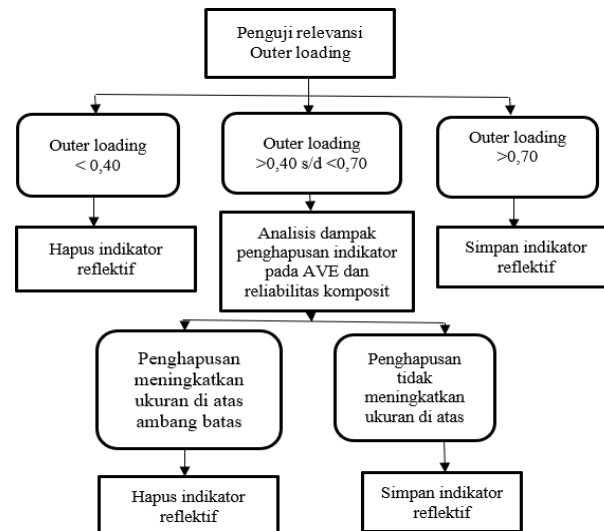 Penguji relevansi
Outer loading
Outer loading
< 0,40
Outer loading
>0,40 s/d <0,70
Outer loading
>0,70
Hapus indikator
reflektif
Analisis dampak
penghapusan indikator
pada AVE dan
reliabilitas komposit
Simpan indikator
reflektif
Penghapusan
meningkatkan
ukuran di atas
ambang batas
Penghapusan
tidak
meningkatkan
ukuran di atas
Hapus indikator
reflektif
Simpan indikator
reflektif